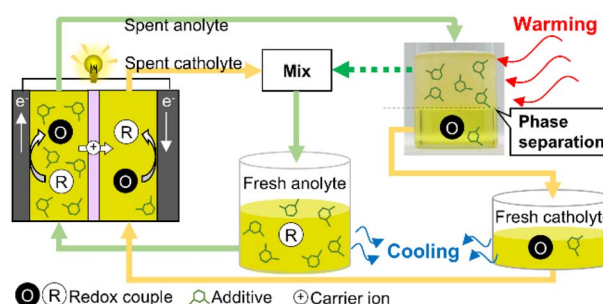 Spent anolyte
Spent catholyte
Mix
Warming
Phase
separation
O
e⁻
e⁻
O
R
R
O
+
Fresh anolyte
R
Cooling
Fresh catholyte
O
O R Redox couple Additive + Carrier ion